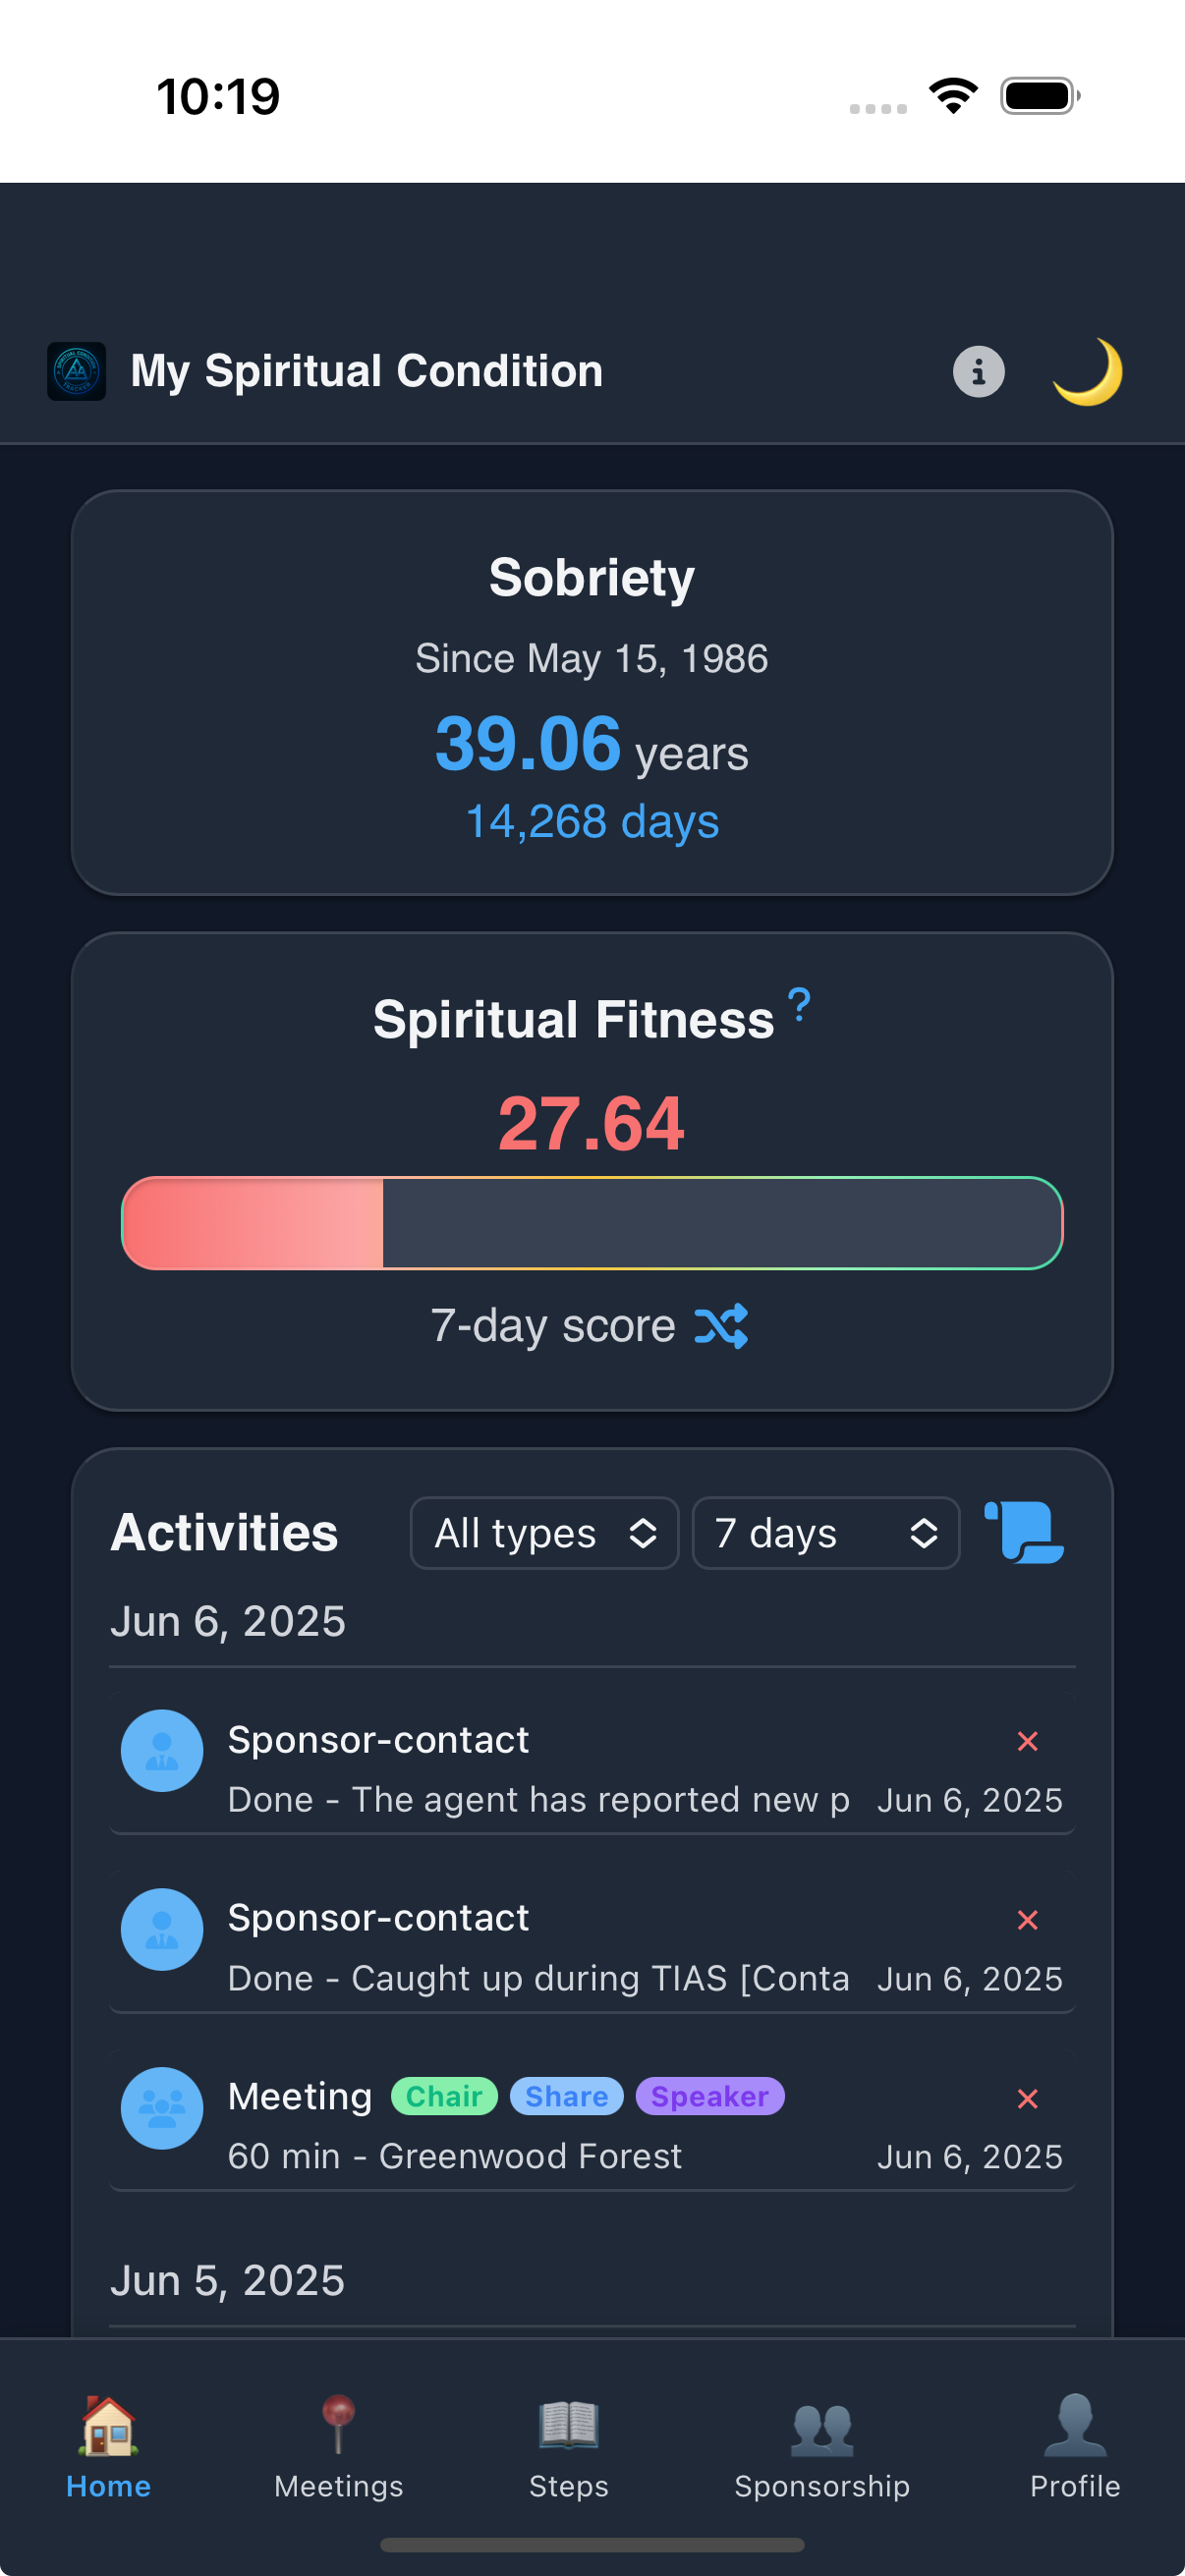 10:19
My Spiritual Condition
Sobriety
Since May 15, 1986
39.06 years
14,268 days
Spiritual Fitness ?
27.64
7-day score
Activities All types 7 days
Jun 6, 2025
Sponsor-contact
Done - The agent has reported new p Jun 6, 2025
Sponsor-contact
Done - Caught up during TIAS [Conta Jun 6, 2025
Meeting Chair Share Speaker
60 min - Greenwood Forest Jun 6, 2025
Jun 5, 2025
Home Meetings Steps Sponsorship Profile